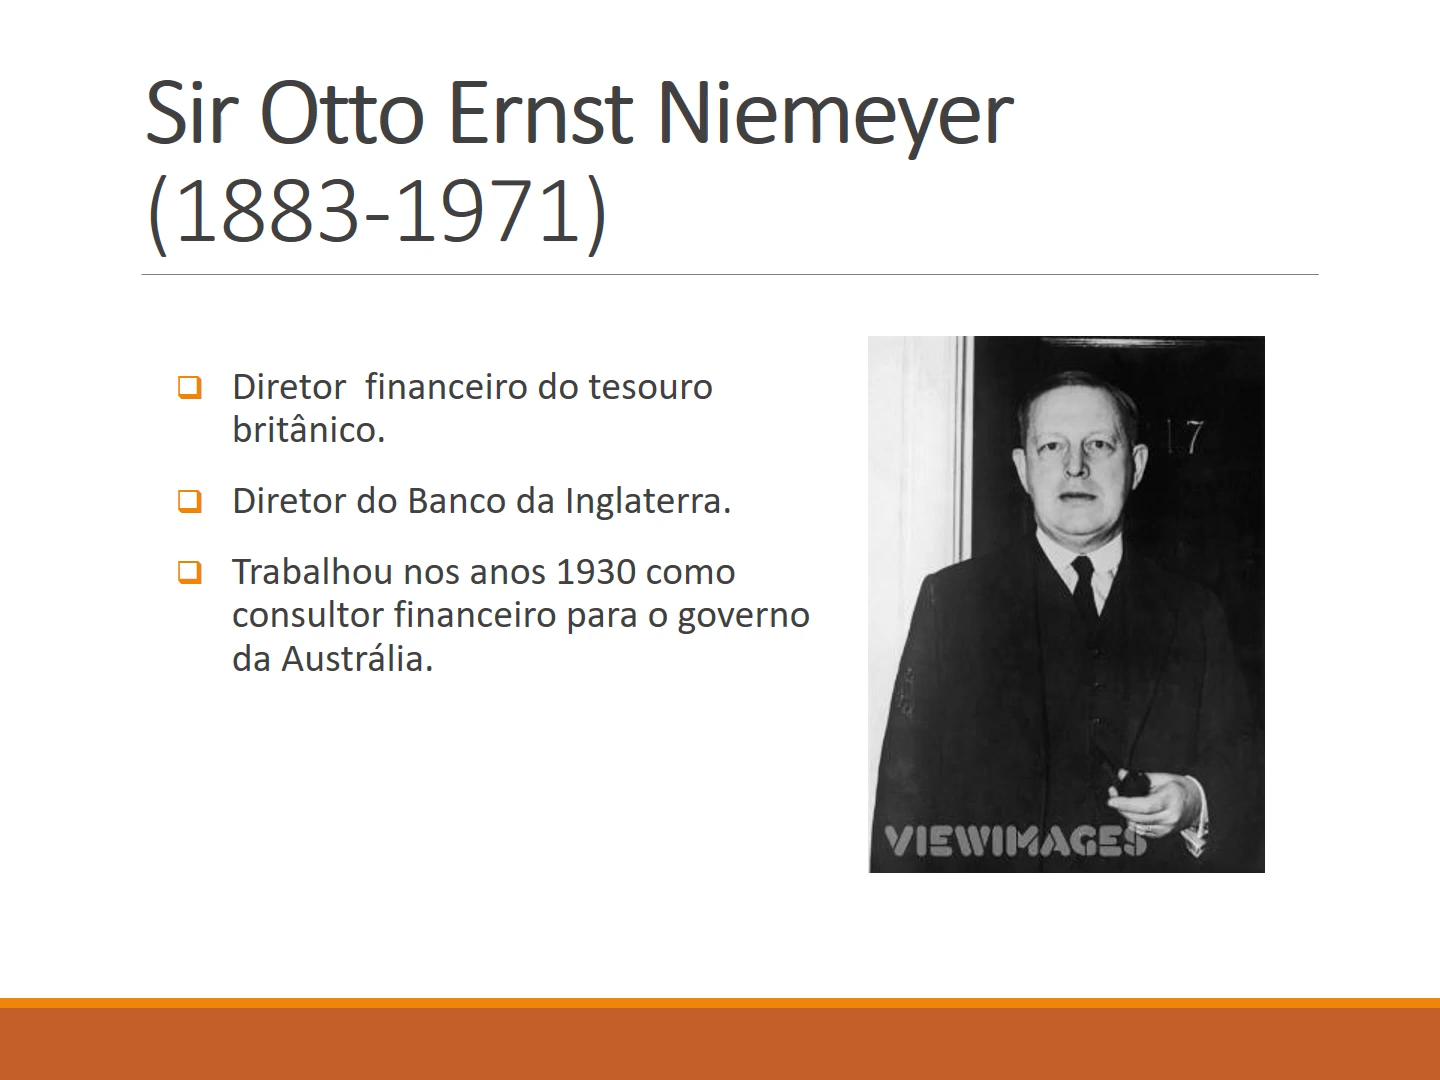 Sir Otto Ernst Niemeyer
(1883-1971)
Diretor  financeiro do tesouro
britânico.
Diretor do Banco da Inglaterra.
Trabalhou nos anos 1930 como
consultor financeiro para o governo
da Austrália.
17
VIEWIMAGES